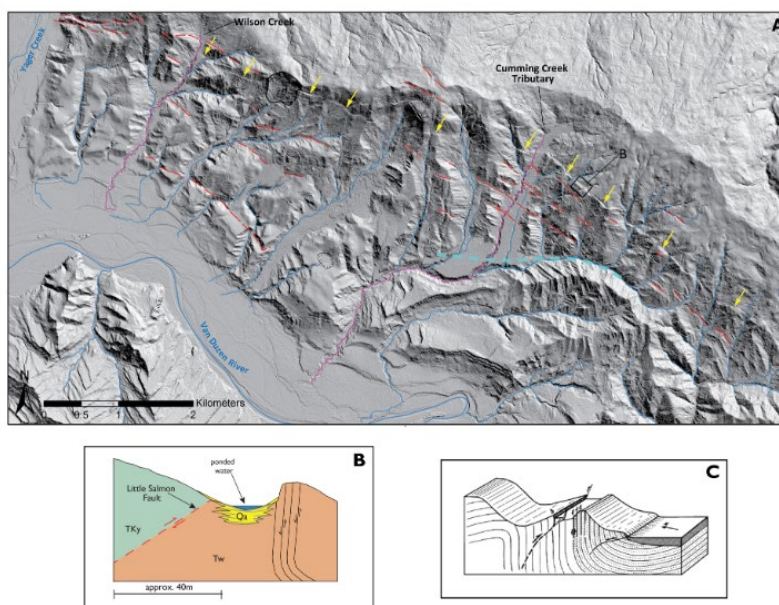 A
Wilson Creek
Yager Creek
Cumming Creek
Tributary
B
Van Duzen River
N
0 0.5 1 2
Kilometers
B
ponded
water
Little Salmon
Fault
Qa
TKy
Tw
approx. 40m
C